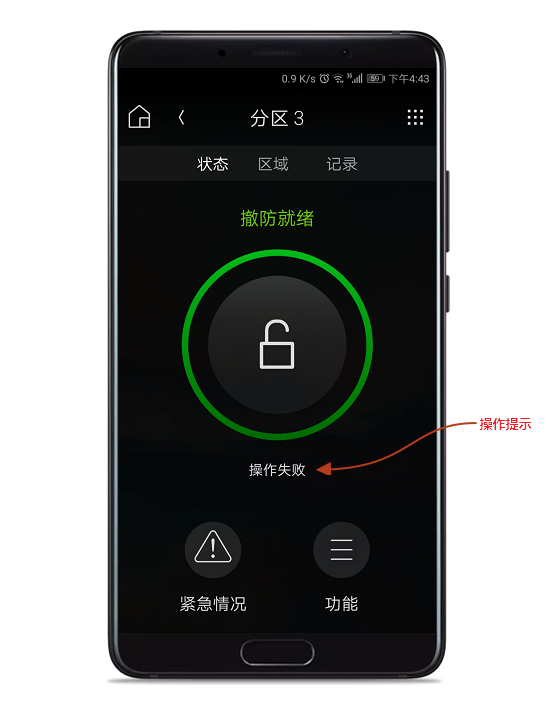 0.9 K/s 下午4:43
分区 3
状态 区域 记录
撤防就绪
操作提示
操作失败
紧急情况 功能